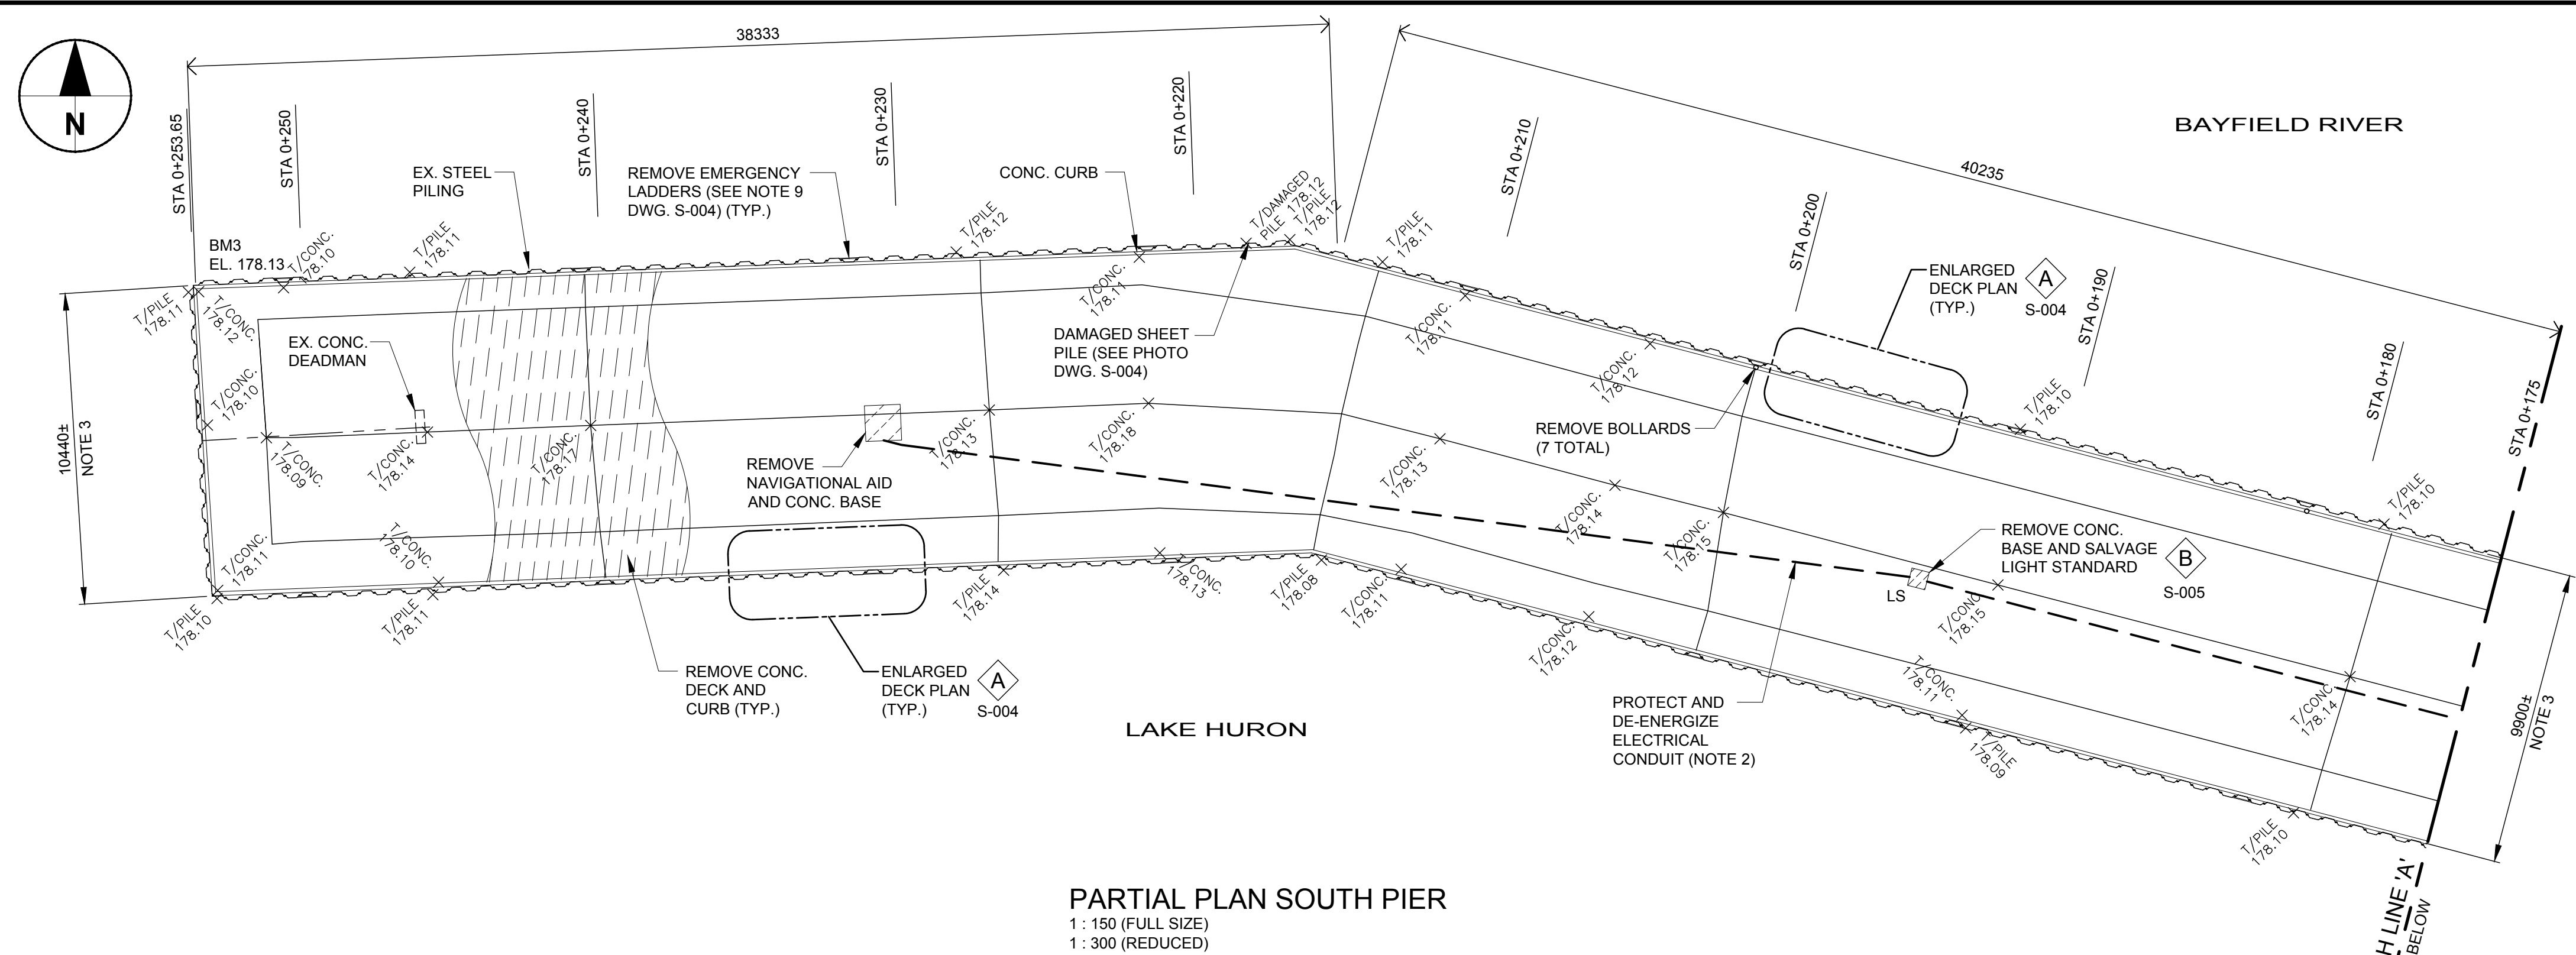 38333
N
STA 0+253.65
STA 0+250
STA 0+240
STA 0+230
STA 0+220
STA 0+210
STA 0+200
STA 0+190
STA 0+180
STA 0+175
40235
BAYFIELD RIVER
EX. STEEL
PILING
REMOVE EMERGENCY
LADDERS (SEE NOTE 9
DWG. S-004) (TYP.)
CONC. CURB
T/DAMAGED
PILE 178.12
T/PILE
178.12
T/PILE
178.12
T/PILE
178.11
BM3
EL. 178.13
T/CONC.
178.10
T/PILE
178.11
T/PILE
178.11
T/CONC.
178.12
T/CONC.
178.11
T/CONC.
178.11
ENLARGED
DECK PLAN
(TYP.)
A
S-004
DAMAGED SHEET
PILE (SEE PHOTO
DWG. S-004)
EX. CONC.
DEADMAN
T/CONC.
178.12
T/CONC.
178.10
T/PILE
178.10
REMOVE BOLLARDS
(7 TOTAL)
10440±
NOTE 3
T/CONC.
178.09
T/CONC.
178.14
T/CONC.
178.17
T/CONC.
178.13
T/CONC.
178.18
T/CONC.
178.13
REMOVE
NAVIGATIONAL AID
AND CONC. BASE
T/CONC.
178.14
T/CONC.
178.15
T/PILE
178.10
REMOVE CONC.
BASE AND SALVAGE
LIGHT STANDARD
B
S-005
LS
T/CONC.
178.15
T/CONC.
178.11
T/CONC.
178.10
T/PILE
178.10
T/PILE
178.11
T/PILE
178.14
T/CONC.
178.13
T/PILE
178.08
T/CONC.
178.11
T/CONC.
178.12
T/CONC.
178.11
T/CONC.
178.14
REMOVE CONC.
DECK AND
CURB (TYP.)
ENLARGED
DECK PLAN
(TYP.)
A
S-004
LAKE HURON
PROTECT AND
DE-ENERGIZE
ELECTRICAL
CONDUIT (NOTE 2)
T/PILE
178.09
T/PILE
178.10
9900±
NOTE 3
PARTIAL PLAN SOUTH PIER
1 : 150 (FULL SIZE)
1 : 300 (REDUCED)
H LINE 'A'
BELOW